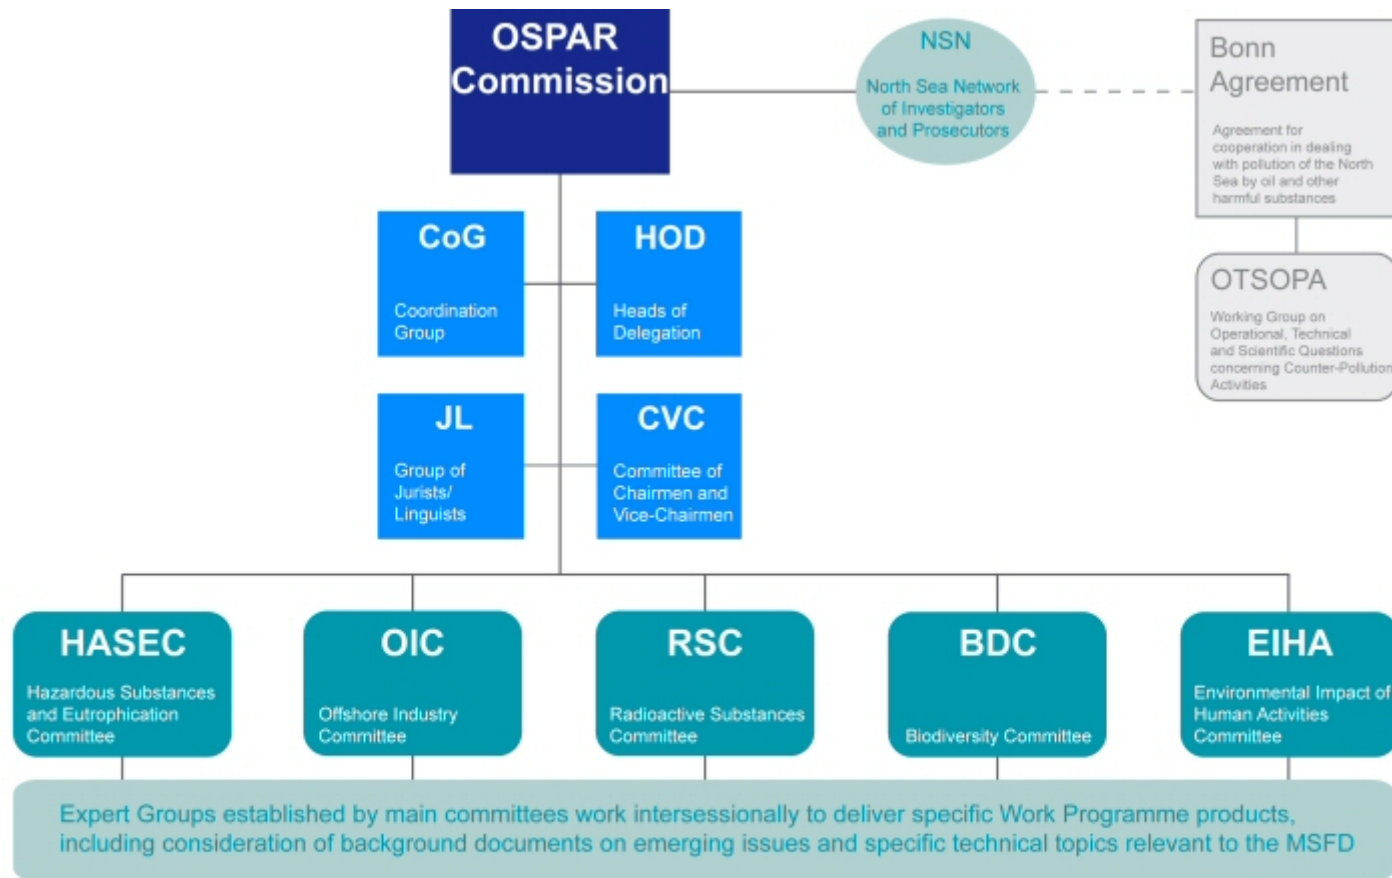 OSPAR
Commission
NSN
North Sea Network
of Investigators
and Prosecutors
Bonn
Agreement
Agreement for
cooperation in dealing
with pollution of the North
Sea by oil and other
harmful substances
OTSOPA
Working Group on
Operational, Technical
and Scientific Questions
concerning Counter-Pollution
Activities
CoG
Coordination
Group
HOD
Heads of
Delegation
JL
Group of
Jurists/
Linguists
CVC
Committee of
Chairmen and
Vice-Chairmen
HASEC
Hazardous Substances
and Eutrophication
Committee
OIC
Offshore Industry
Committee
RSC
Radioactive Substances
Committee
BDC
Biodiversity Committee
EIHA
Environmental Impact of
Human Activities
Committee
Expert Groups established by main committees work intersessionally to deliver specific Work Programme products,
including consideration of background documents on emerging issues and specific technical topics relevant to the MSFD